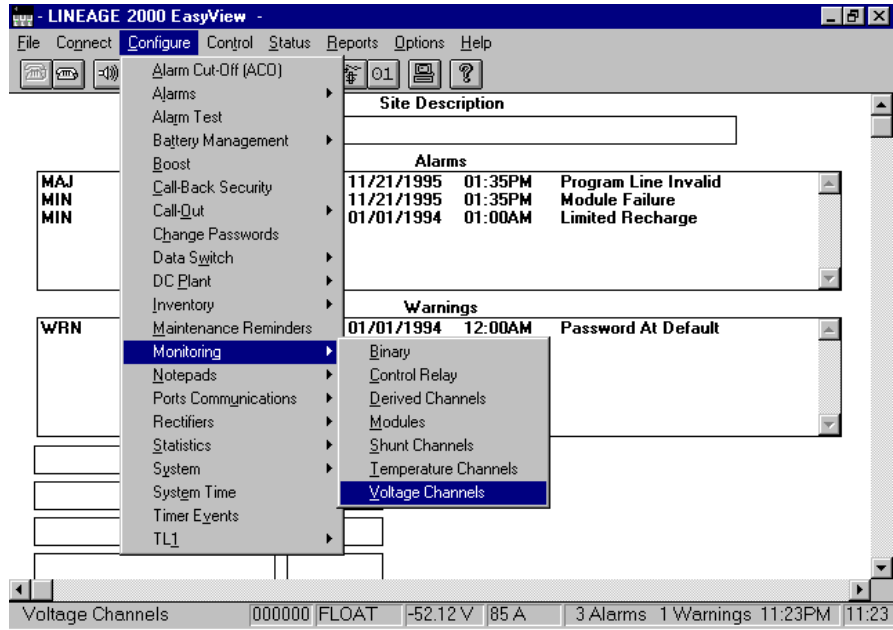 - LINEAGE 2000 EasyView -
File Connect Configure Control Status Reports Options Help
01
Site Description
Alarms
MAJ 11/21/1995 01:35PM Program Line Invalid
MIN 11/21/1995 01:35PM Module Failure
MIN 01/01/1994 01:00AM Limited Recharge
Warnings
WRN 01/01/1994 12:00AM Password At Default
Alarm Cut-Off (ACO)
Alarms
Alarm Test
Battery Management
Boost
Call-Back Security
Call-Out
Change Passwords
Data Switch
DC Plant
Inventory
Maintenance Reminders
Monitoring
Notepads
Ports Communications
Rectifiers
Statistics
System
System Time
Timer Events
TL1
Binary
Control Relay
Derived Channels
Modules
Shunt Channels
Temperature Channels
Voltage Channels
Voltage Channels 000000 FLOAT -52.12 V 85 A 3 Alarms 1 Warnings 11:23PM 11:23